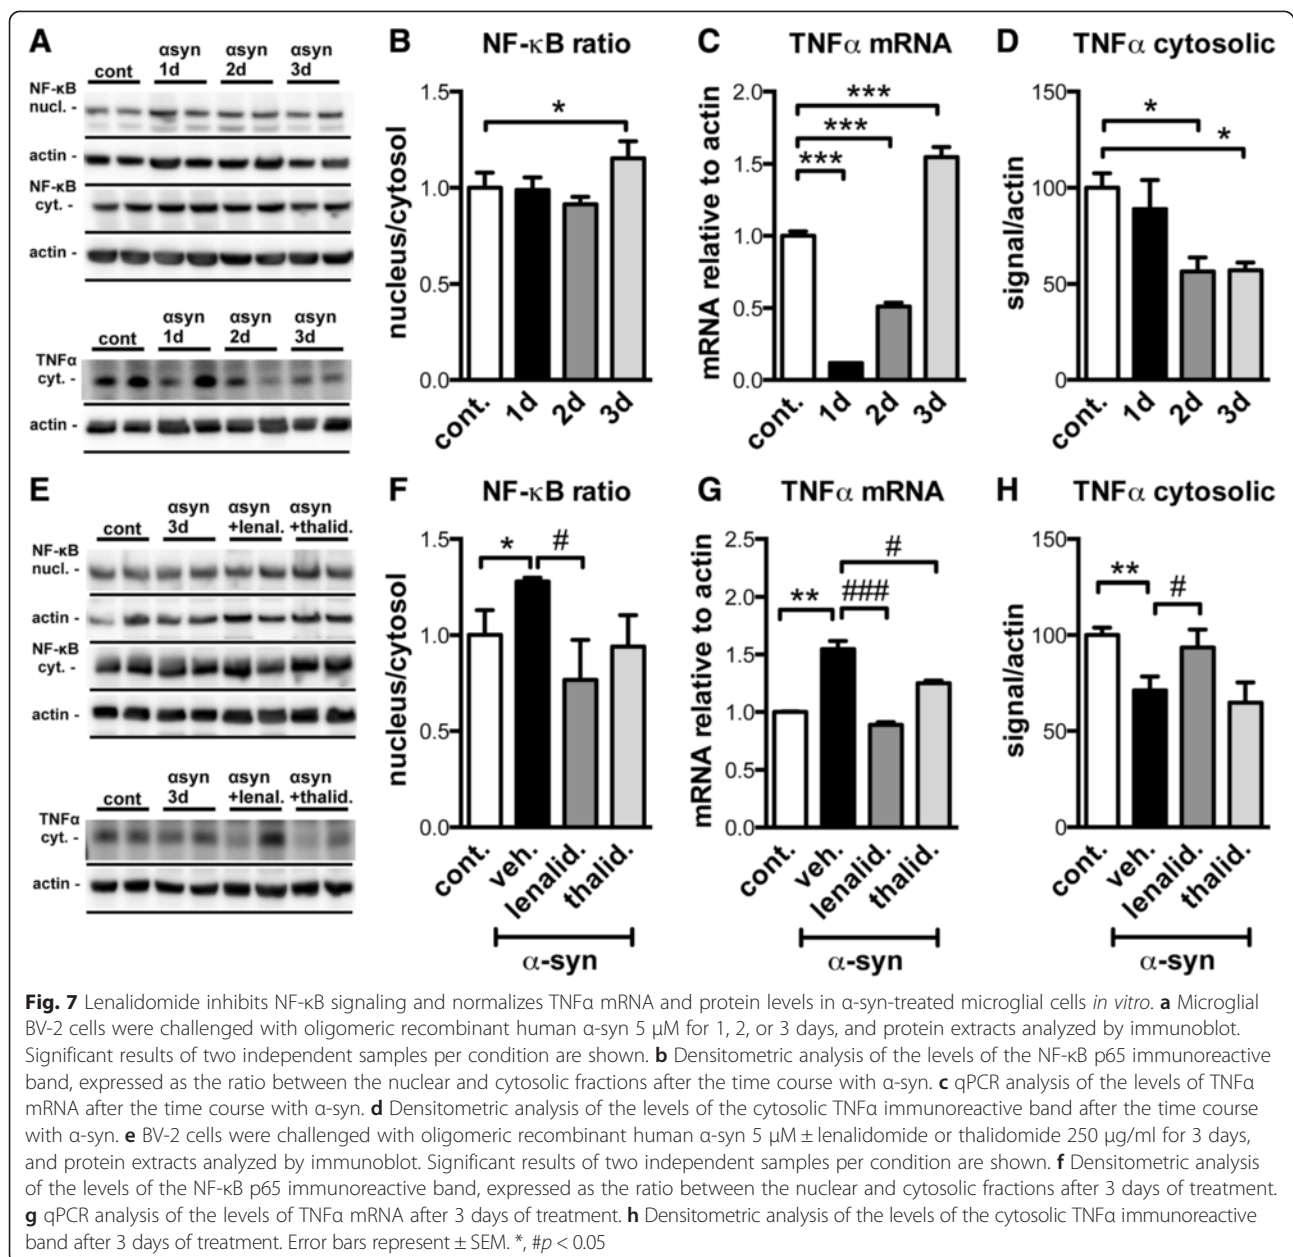 A
cont
αsyn 1d
αsyn 2d
αsyn 3d
NF-κB nucl. -
actin -
NF-κB cyt. -
actin -
cont
αsyn 1d
αsyn 2d
αsyn 3d
TNFα cyt. -
actin -
B NF-κB ratio
nucleus/cytosol
1.5
1.0
0.5
0.0
*
cont. 1d 2d 3d
C TNFα mRNA
mRNA relative to actin
2.0
1.5
1.0
0.5
0.0
***
***
***
cont. 1d 2d 3d
D TNFα cytosolic
signal/actin
150
100
50
0
*
*
cont. 1d 2d 3d
E
cont
αsyn 3d
αsyn +lenal.
αsyn +thalid.
NF-κB nucl. -
actin -
NF-κB cyt. -
actin -
cont
αsyn 3d
αsyn +lenal.
αsyn +thalid.
TNFα cyt. -
actin -
F NF-κB ratio
nucleus/cytosol
1.5
1.0
0.5
0.0
* #
cont. veh. lenalid. thalid.
α-syn
G TNFα mRNA
mRNA relative to actin
2.5
2.0
1.5
1.0
0.5
0.0
#
** ###
cont. veh. lenalid. thalid.
α-syn
H TNFα cytosolic
signal/actin
150
100
50
0
** #
cont. veh. lenalid. thalid.
α-syn
Fig. 7 Lenalidomide inhibits NF-κB signaling and normalizes TNFα mRNA and protein levels in α-syn-treated microglial cells in vitro. a Microglial
BV-2 cells were challenged with oligomeric recombinant human α-syn 5 μM for 1, 2, or 3 days, and protein extracts analyzed by immunoblot.
Significant results of two independent samples per condition are shown. b Densitometric analysis of the levels of the NF-κB p65 immunoreactive
band, expressed as the ratio between the nuclear and cytosolic fractions after the time course with α-syn. c qPCR analysis of the levels of TNFα
mRNA after the time course with α-syn. d Densitometric analysis of the levels of the cytosolic TNFα immunoreactive band after the time course
with α-syn. e BV-2 cells were challenged with oligomeric recombinant human α-syn 5 μM ± lenalidomide or thalidomide 250 μg/ml for 3 days,
and protein extracts analyzed by immunoblot. Significant results of two independent samples per condition are shown. f Densitometric analysis
of the levels of the NF-κB p65 immunoreactive band, expressed as the ratio between the nuclear and cytosolic fractions after 3 days of treatment.
g qPCR analysis of the levels of TNFα mRNA after 3 days of treatment. h Densitometric analysis of the levels of the cytosolic TNFα immunoreactive
band after 3 days of treatment. Error bars represent ± SEM. *, #p < 0.05